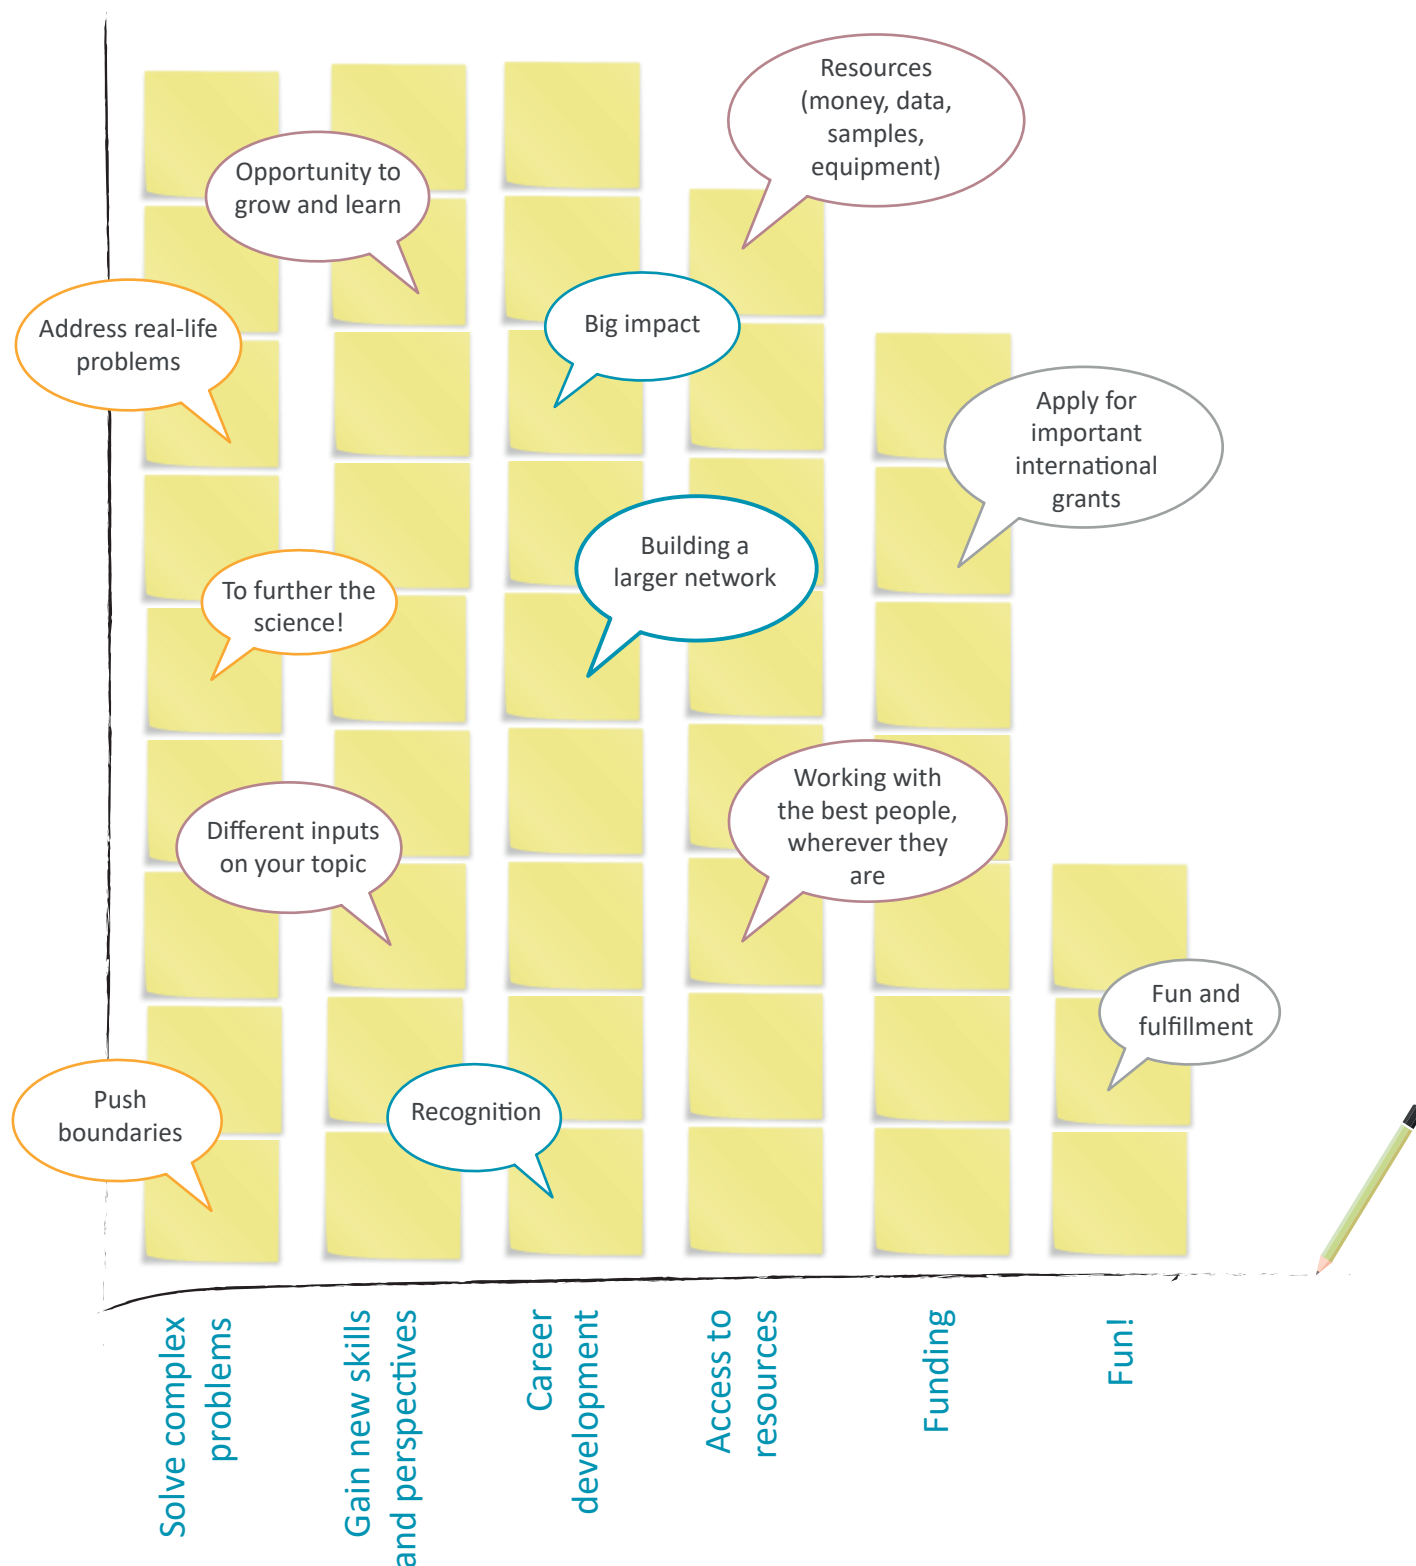 Resources
(money, data,
samples,
equipment)
Opportunity to
grow and learn
Address real-life
problems
Big impact
Apply for
important
international
grants
Building a
larger network
To further the
science!
Different inputs
on your topic
Working with
the best people,
wherever they
are
Fun and
fulfillment
Push
boundaries
Recognition
Solve complex
problems
Gain new skills
and perspectives
Career
development
Access to
resources
Funding
Fun!